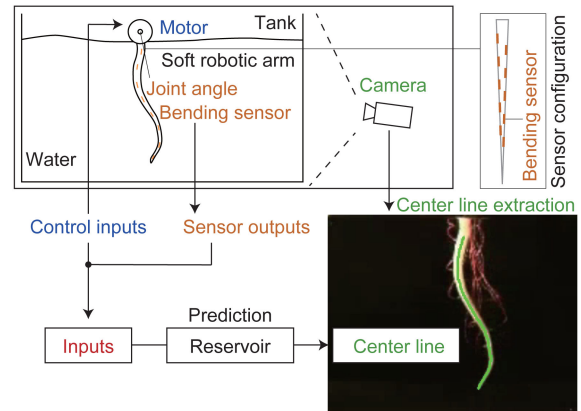 Motor
Tank
Soft robotic arm
Joint angle
Bending sensor
Water
Camera
Bending sensor
Sensor configuration
Center line extraction
Control inputs
Sensor outputs
Prediction
Inputs
Reservoir
Center line